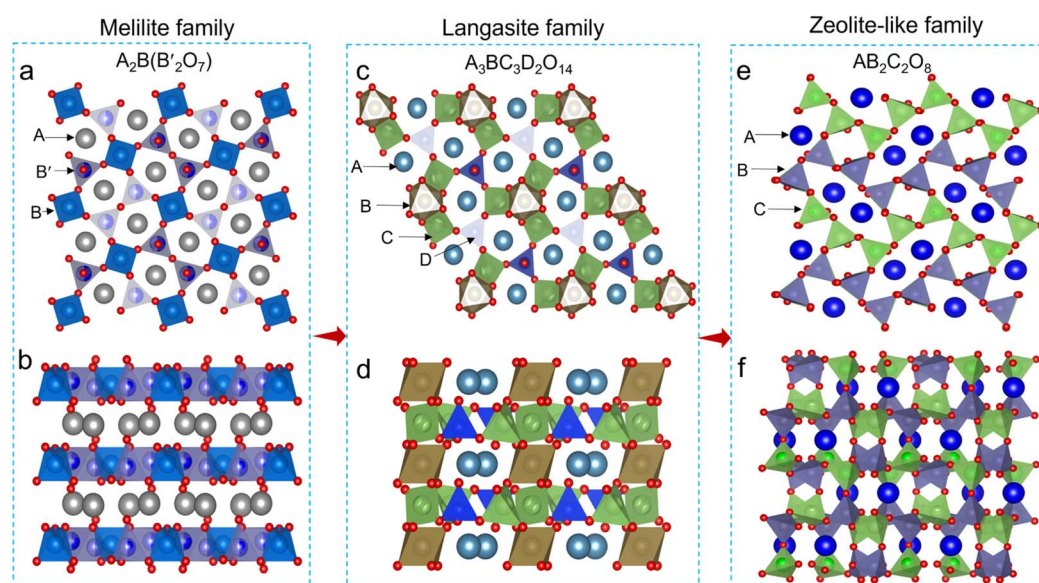 Melilite family
A₂B(B′₂O₇)
a
A
B′
B
b
Langasite family
A₃BC₃D₂O₁₄
c
A
B
C
D
d
Zeolite-like family
AB₂C₂O₈
e
A
B
C
f